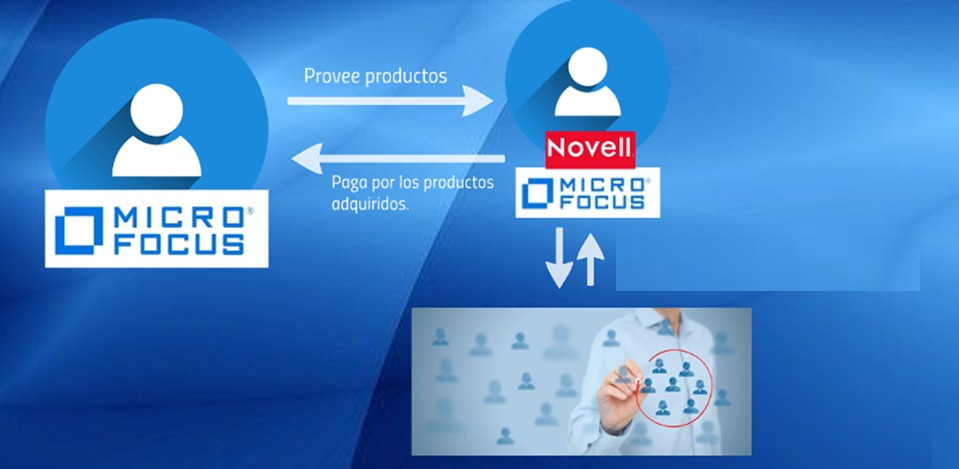 Provee productos
Paga por los productos
adquiridos.
MICRO
FOCUS®
Novell.
MICRO
FOCUS®